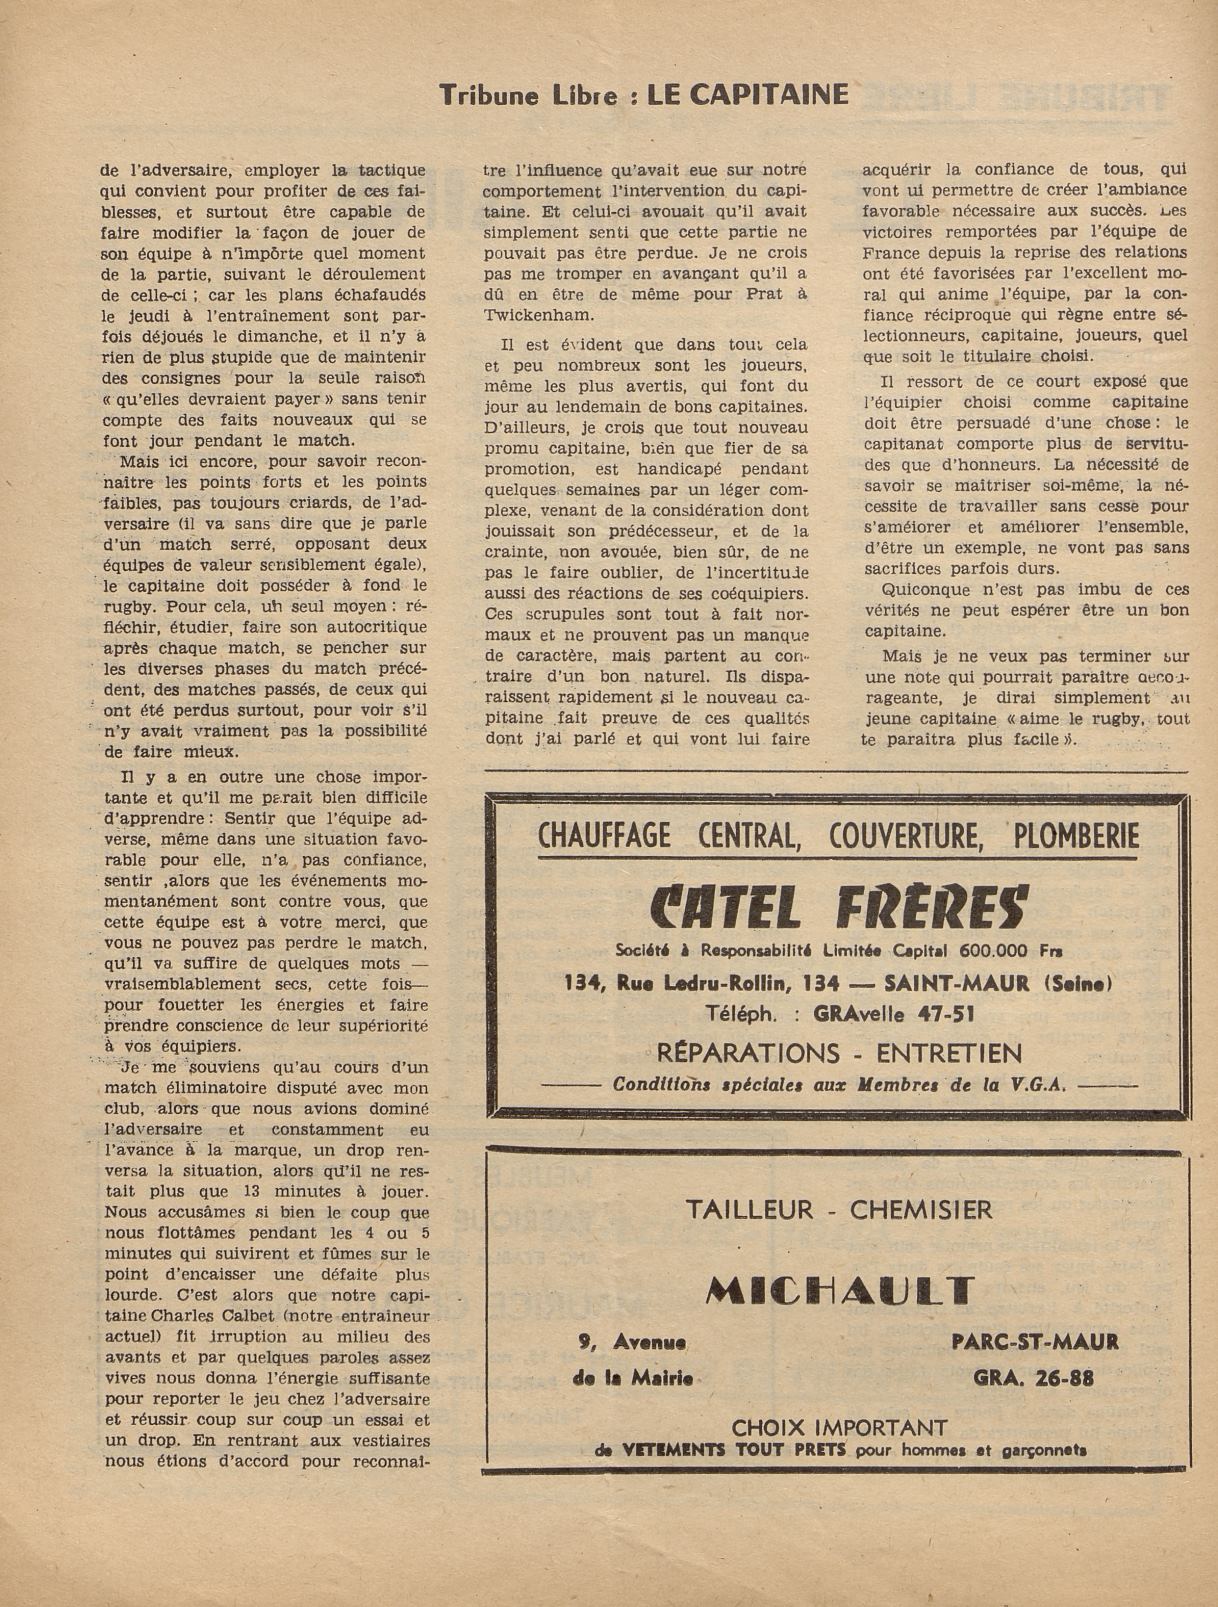 Tribune Libre : LE CAPITAINE
de l'adversaire, employer la tactique
qui convient pour profiter de ces fai-
blesses, et surtout être capable de
faire modifier la façon de jouer de
son équipe à n'impôrte quel moment
de la partie, suivant le déroulement
de celle-ci ; car les plans échafaudés
le jeudi à l'entraînement sont par-
fois déjoués le dimanche, et il n'y a
rien de plus stupide que de maintenir
des consignes pour la seule raison
« qu'elles devraient payer » sans tenir
compte des faits nouveaux qui se
font jour pendant le match.
Mais ici encore, pour savoir recon-
naître les points forts et les points
faibles, pas toujours criards, de l'ad-
versaire (il va sans dire que je parle
d'un match serré, opposant deux
équipes de valeur sensiblement égale),
le capitaine doit posséder à fond le
rugby. Pour cela, un seul moyen : ré-
fléchir, étudier, faire son autocritique
après chaque match, se pencher sur
les diverses phases du match précé-
dent, des matches passés, de ceux qui
ont été perdus surtout, pour voir s'il
n'y avait vraiment pas la possibilité
de faire mieux.
Il y a en outre une chose impor-
tante et qu'il me parait bien difficile
d'apprendre : Sentir que l'équipe ad-
verse, même dans une situation favo-
rable pour elle, n'a pas confiance,
sentir ,alors que les événements mo-
mentanément sont contre vous, que
cette équipe est à votre merci, que
vous ne pouvez pas perdre le match,
qu'il va suffire de quelques mots —
vraisemblablement secs, cette fois—
pour fouetter les énergies et faire
prendre conscience de leur supériorité
à vos équipiers.
Je me souviens qu'au cours d'un
match éliminatoire disputé avec mon
club, alors que nous avions dominé
l'adversaire et constamment eu
l'avance à la marque, un drop ren-
versa la situation, alors qu'il ne res-
tait plus que 13 minutes à jouer.
Nous accusâmes si bien le coup que
nous flottâmes pendant les 4 ou 5
minutes qui suivirent et fûmes sur le
point d'encaisser une défaite plus
lourde. C'est alors que notre capi-
taine Charles Calbet (notre entraineur
actuel) fit irruption au milieu des
avants et par quelques paroles assez
vives nous donna l'énergie suffisante
pour reporter le jeu chez l'adversaire
et réussir coup sur coup un essai et
un drop. En rentrant aux vestiaires
nous étions d'accord pour reconnaî-
tre l'influence qu'avait eue sur notre
comportement l'intervention du capi-
taine. Et celui-ci avouait qu'il avait
simplement senti que cette partie ne
pouvait pas être perdue. Je ne crois
pas me tromper en avançant qu'il a
dû en être de même pour Prat à
Twickenham.
Il est évident que dans tout cela
et peu nombreux sont les joueurs,
même les plus avertis, qui font du
jour au lendemain de bons capitaines.
D'ailleurs, je crois que tout nouveau
promu capitaine, bien que fier de sa
promotion, est handicapé pendant
quelques semaines par un léger com-
plexe, venant de la considération dont
jouissait son prédécesseur, et de la
crainte, non avouée, bien sûr, de ne
pas le faire oublier, de l'incertitude
aussi des réactions de ses coéquipiers.
Ces scrupules sont tout à fait nor-
maux et ne prouvent pas un manque
de caractère, mais partent au con-
traire d'un bon naturel. Ils dispa-
raissent rapidement si le nouveau ca-
pitaine fait preuve de ces qualités
dont j'ai parlé et qui vont lui faire
acquérir la confiance de tous, qui
vont ui permettre de créer l'ambiance
favorable nécessaire aux succès. Les
victoires remportées par l'équipe de
France depuis la reprise des relations
ont été favorisées par l'excellent mo-
ral qui anime l'équipe, par la con-
fiance réciproque qui règne entre sé-
lectionneurs, capitaine, joueurs, quel
que soit le titulaire choisi.
Il ressort de ce court exposé que
l'équipier choisi comme capitaine
doit être persuadé d'une chose : le
capitanat comporte plus de servitu-
des que d'honneurs. La nécessité de
savoir se maîtriser soi-même, la né-
cessite de travailler sans cesse pour
s'améiorer et améliorer l'ensemble,
d'être un exemple, ne vont pas sans
sacrifices parfois durs.
Quiconque n'est pas imbu de ces
vérités ne peut espérer être un bon
capitaine.
Mais je ne veux pas terminer sur
une note qui pourrait paraître décou-
rageante, je dirai simplement au
jeune capitaine « aime le rugby, tout
te paraîtra plus facile ».
CHAUFFAGE CENTRAL, COUVERTURE, PLOMBERIE
CATEL FRÈRES
Société à Responsabilité Limitée Capital 600.000 Frs
134, Rue Ledru-Rollin, 134 — SAINT-MAUR (Seine)
Téléph. : GRAvelle 47-51
RÉPARATIONS - ENTRETIEN
Conditions spéciales aux Membres de la V.G.A.
TAILLEUR - CHEMISIER
MICHAULT
9, Avenue PARC-ST-MAUR
de la Mairie GRA. 26-88
CHOIX IMPORTANT
de VETEMENTS TOUT PRETS pour hommes et garçonnets